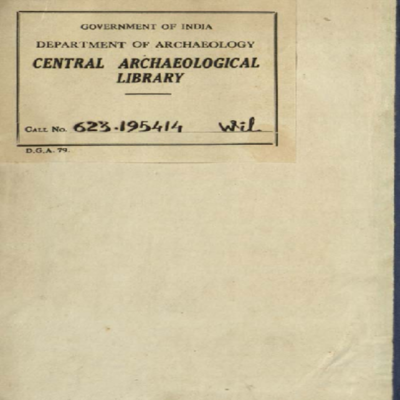 GOVERNMENT OF INDIA
DEPARTMENT OF ARCHAEOLOGY
CENTRAL ARCHAEOLOGICAL
LIBRARY
CALL No. 623.195414 Wil
D.G.A. 79.